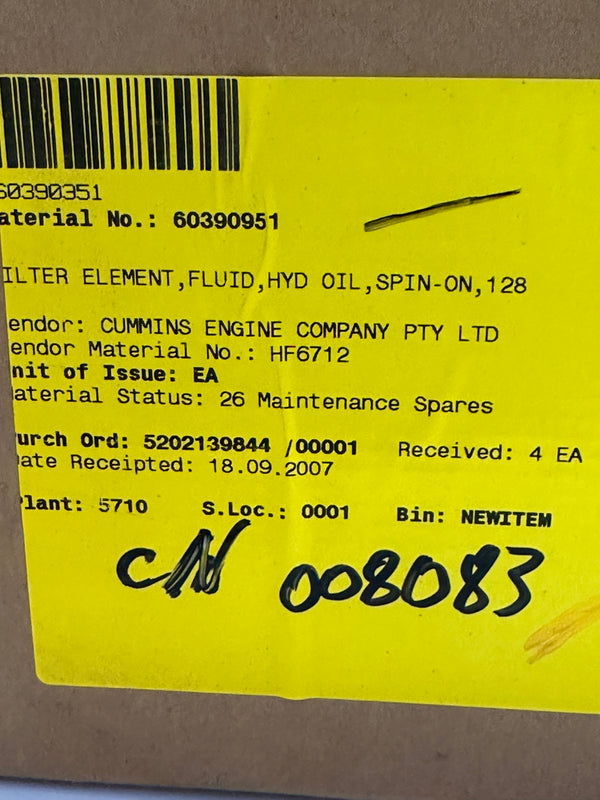 60390351
aterial No.: 60390951
ILTER ELEMENT,FLUID,HYD OIL,SPIN-ON,128
endor: CUMMINS ENGINE COMPANY PTY LTD
endor Material No.: HF6712
nit of Issue: EA
aterial Status: 26 Maintenance Spares
urch Ord: 5202139844 /00001 Received: 4 EA
ate Receipted: 18.09.2007
Plant: 5710 S.Loc.: 0001 Bin: NEWITEM
CN 008083